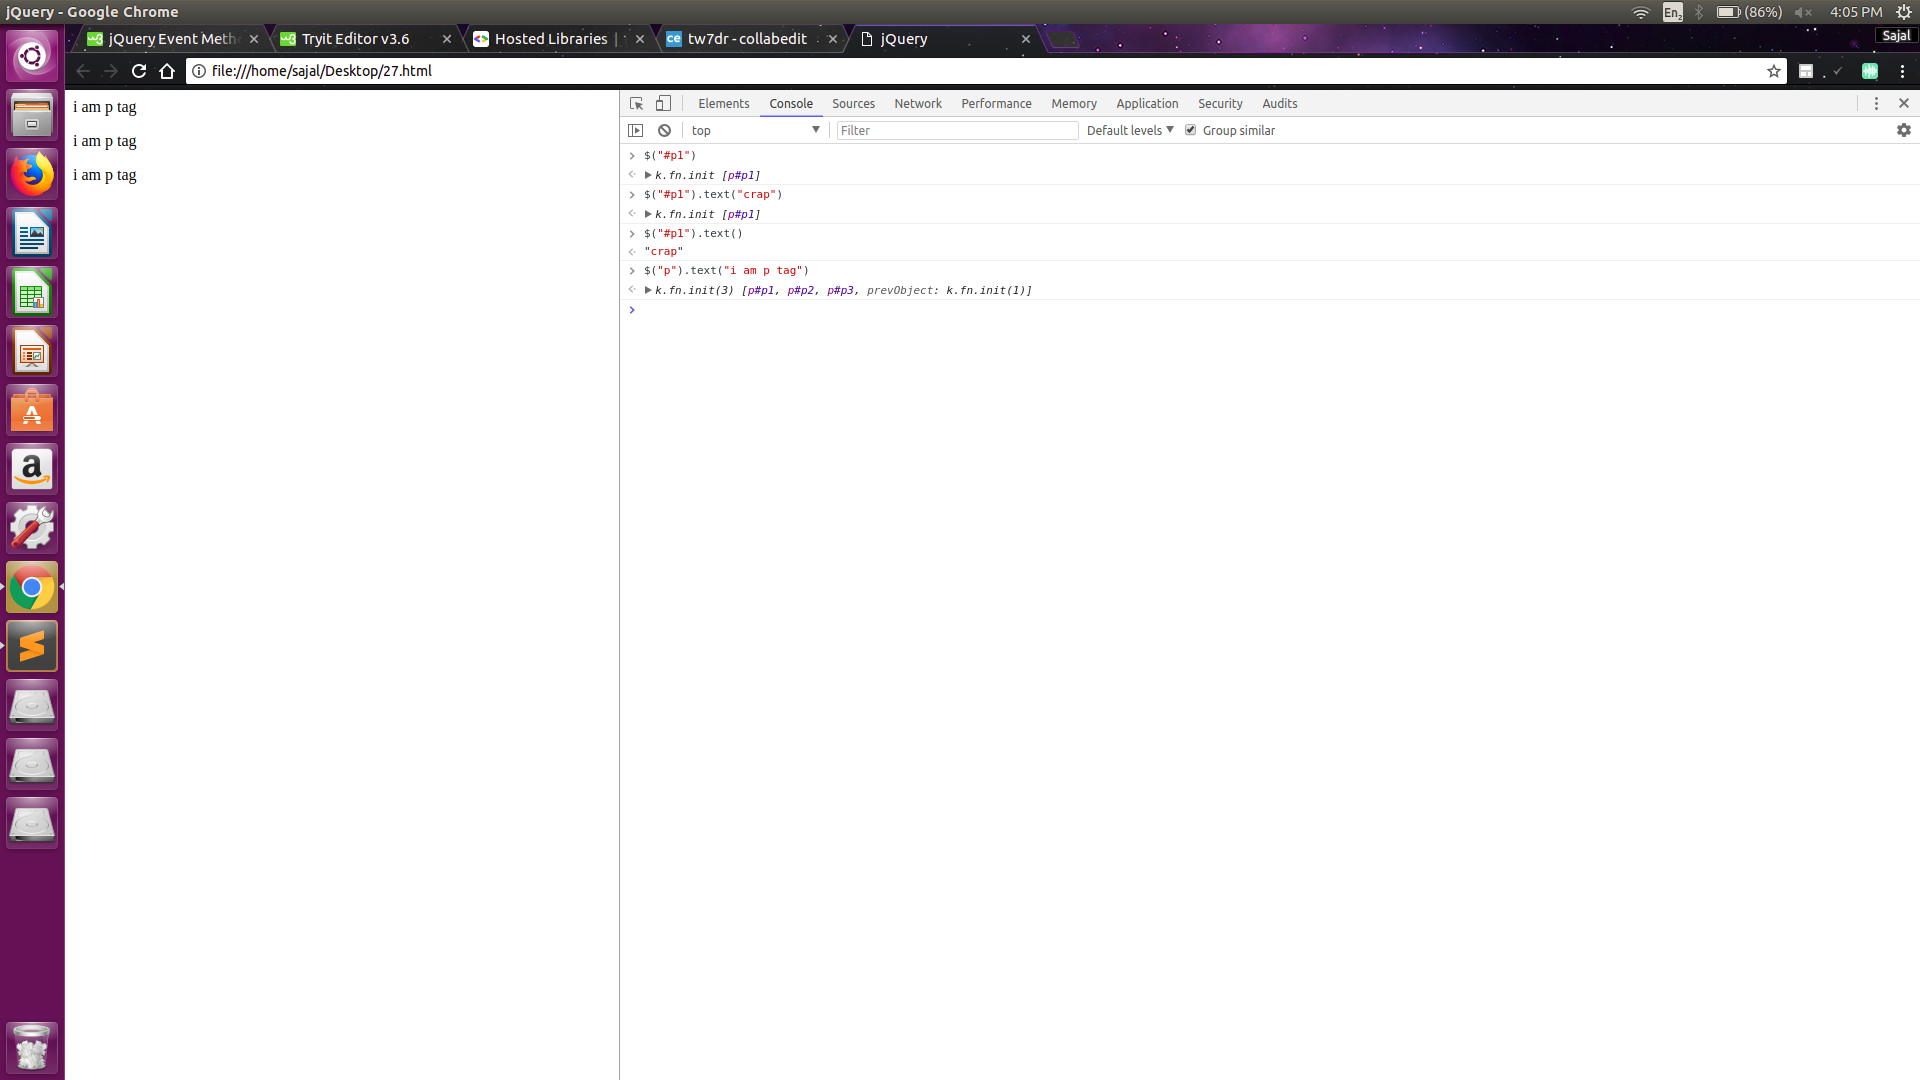 jQuery - Google Chrome
En2 (86%) 4:05 PM
jQuery Event Meth
Tryit Editor v3.6
Hosted Libraries |
tw7dr - collabedit
jQuery
Sajal
file:///home/sajal/Desktop/27.html
i am p tag
i am p tag
i am p tag
Elements Console Sources Network Performance Memory Application Security Audits
top Filter Default levels Group similar
$("#p1")
k.fn.init [p#p1]
$("#p1").text("crap")
k.fn.init [p#p1]
$("#p1").text()
"crap"
$("p").text("i am p tag")
k.fn.init(3) [p#p1, p#p2, p#p3, prevObject: k.fn.init(1)]